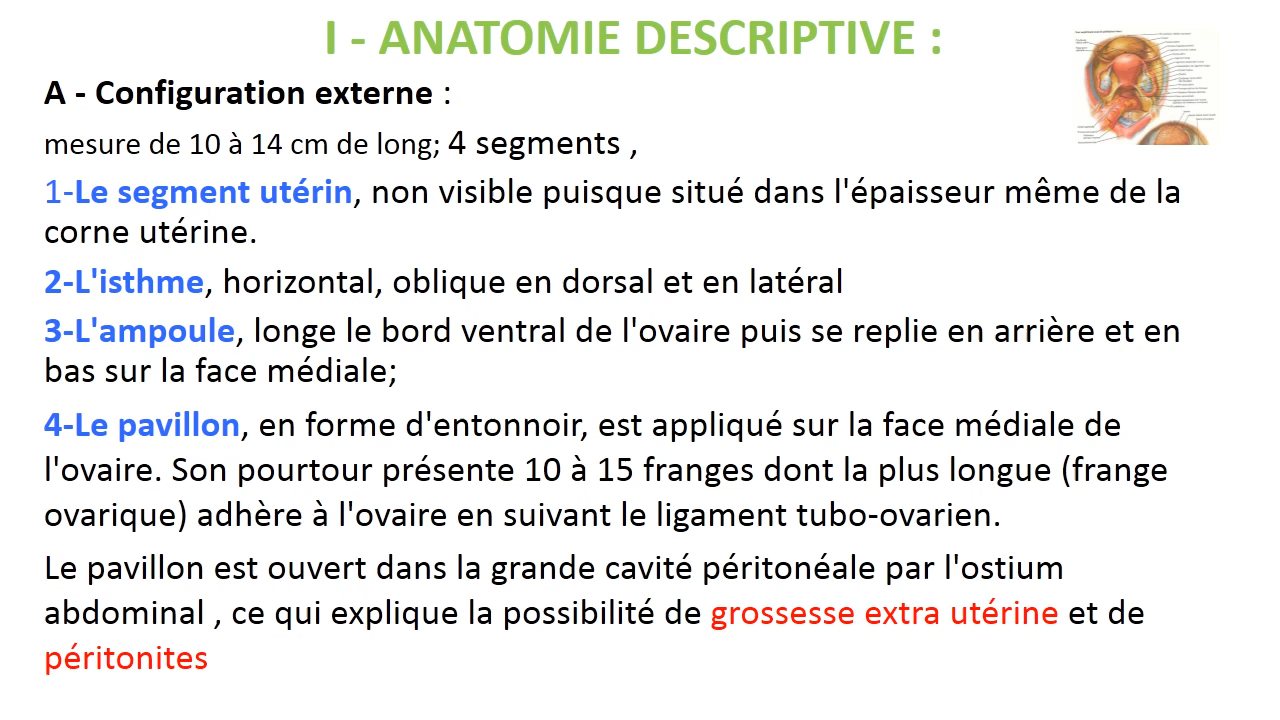 I - ANATOMIE DESCRIPTIVE :
A - Configuration externe :
mesure de 10 à 14 cm de long; 4 segments ,
1-Le segment utérin, non visible puisque situé dans l'épaisseur même de la
corne utérine.
2-L'isthme, horizontal, oblique en dorsal et en latéral
3-L'ampoule, longe le bord ventral de l'ovaire puis se replie en arrière et en
bas sur la face médiale;
4-Le pavillon, en forme d'entonnoir, est appliqué sur la face médiale de
l'ovaire. Son pourtour présente 10 à 15 franges dont la plus longue (frange
ovarique) adhère à l'ovaire en suivant le ligament tubo-ovarien.
Le pavillon est ouvert dans la grande cavité péritonéale par l'ostium
abdominal , ce qui explique la possibilité de grossesse extra utérine et de
péritonites